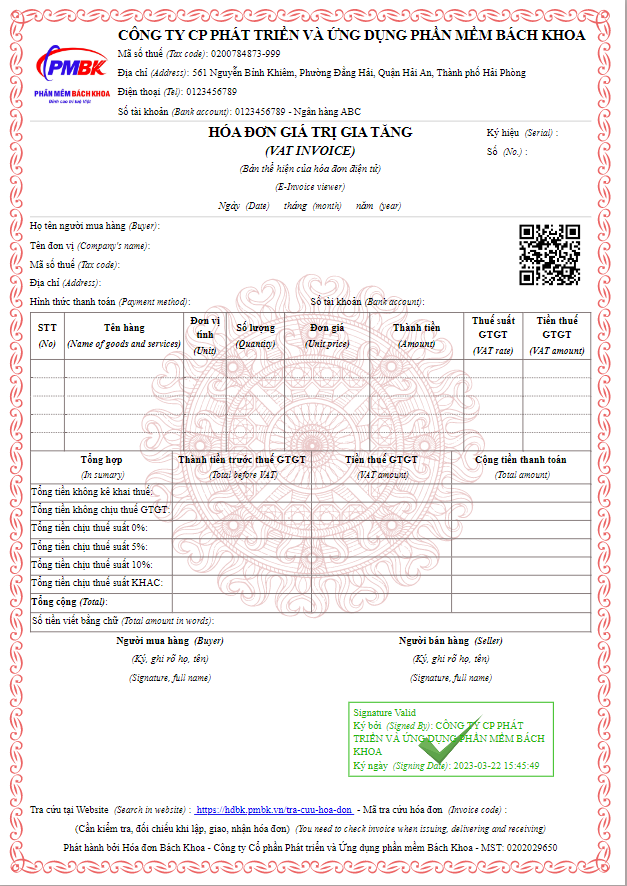 CÔNG TY CP PHÁT TRIỂN VÀ ỨNG DỤNG PHẦN MỀM BÁCH KHOA
PMBK
PHẦN MỀM BÁCH KHOA
Đỉnh cao trí tuệ Việt
Mã số thuế (Tax code): 0200784873-999
Địa chỉ (Address): 561 Nguyễn Bỉnh Khiêm, Phường Đằng Hải, Quận Hải An, Thành phố Hải Phòng
Điện thoại (Tel): 0123456789
Số tài khoản (Bank account): 0123456789 - Ngân hàng ABC
HÓA ĐƠN GIÁ TRỊ GIA TĂNG
(VAT INVOICE)
(Bản thể hiện của hóa đơn điện tử)
(E-Invoice viewer)
Ngày (Date) tháng (month) năm (year)
Ký hiệu (Serial) :
Số (No.) :
Họ tên người mua hàng (Buyer):
Tên đơn vị (Company's name):
Mã số thuế (Tax code):
Địa chỉ (Address):
Hình thức thanh toán (Payment method): Số tài khoản (Bank account):
STT (No)
Tên hàng (Name of goods and services)
Đơn vị tính (Unit)
Số lượng (Quantity)
Đơn giá (Unit price)
Thành tiền (Amount)
Thuế suất GTGT (VAT rate)
Tiền thuế GTGT (VAT amount)
Tổng hợp (In sumary)
Thành tiền trước thuế GTGT (Total before VAT)
Tiền thuế GTGT (VAT amount)
Cộng tiền thanh toán (Total amount)
Tổng tiền không kê khai thuế:
Tổng tiền không chịu thuế GTGT:
Tổng tiền chịu thuế suất 0%:
Tổng tiền chịu thuế suất 5%:
Tổng tiền chịu thuế suất 10%:
Tổng tiền chịu thuế suất KHAC:
Tổng cộng (Total):
Số tiền viết bằng chữ (Total amount in words):
Người mua hàng (Buyer) Người bán hàng (Seller)
(Ký, ghi rõ họ, tên) (Ký, ghi rõ họ, tên)
(Signature, full name) (Signature, full name)
Signature Valid
Ký bởi (Signed By): CÔNG TY CP PHÁT
TRIỂN VÀ ỨNG DỤNG PHẦN MỀM BÁCH
KHOA
Ký ngày (Signing Date): 2023-03-22 15:45:49
Tra cứu tại Website (Search in website) : https://hdbk.pmbk.vn/tra-cuu-hoa-don - Mã tra cứu hóa đơn (Invoice code) :
(Cần kiểm tra, đối chiếu khi lập, giao, nhận hóa đơn) (You need to check invoice when issuing, delivering and receiving)
Phát hành bởi Hóa đơn Bách Khoa - Công ty Cổ phần Phát triển và Ứng dụng phần mềm Bách Khoa - MST: 0202029650